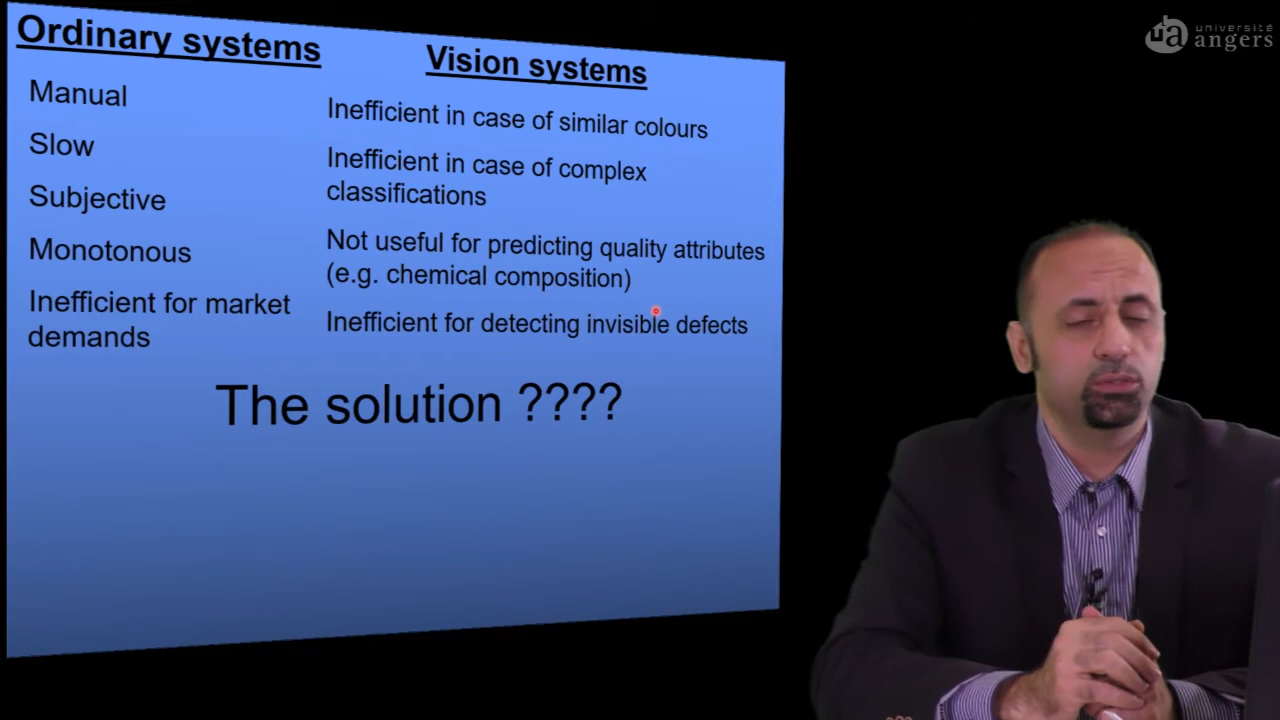 Ordinary systems
Manual
Slow
Subjective
Monotonous
Inefficient for market
demands
Vision systems
Inefficient in case of similar colours
Inefficient in case of complex
classifications
Not useful for predicting quality attributes
(e.g. chemical composition)
Inefficient for detecting invisible defects
The solution ????
ua
université
angers